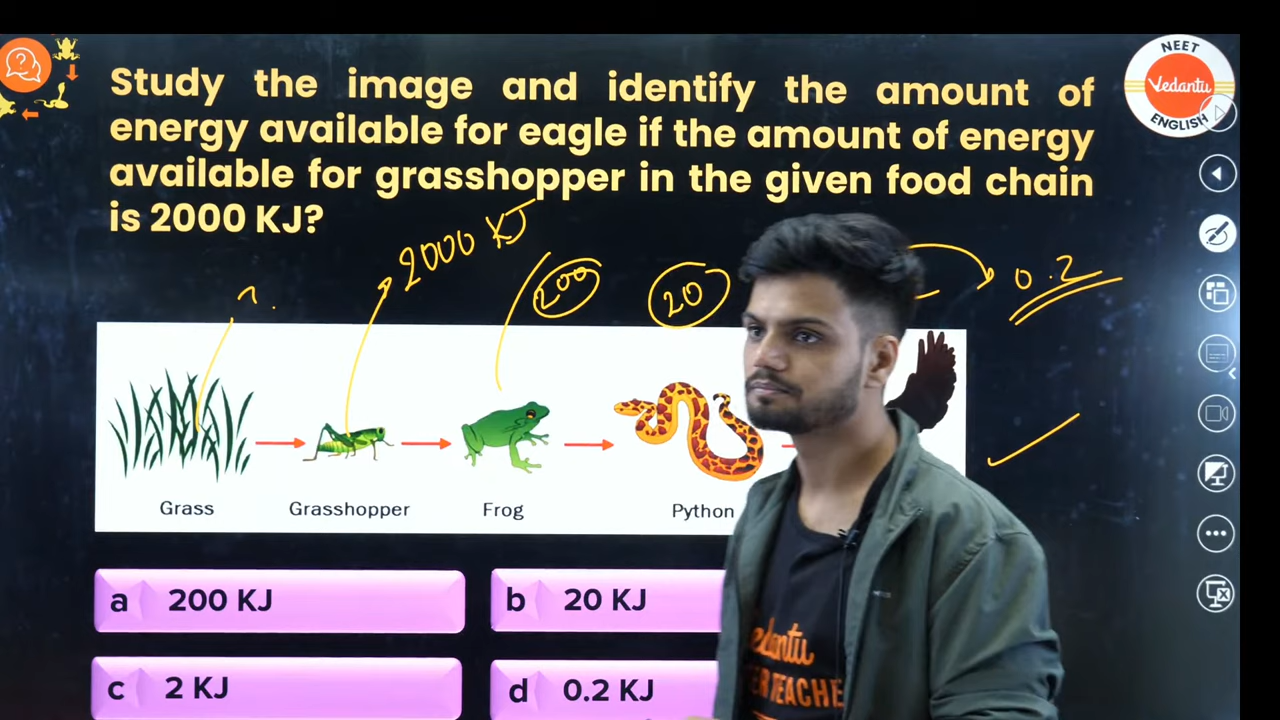 NEET
Vedantu
ENGLISH
Study the image and identify the amount of
energy available for eagle if the amount of energy
available for grasshopper in the given food chain
is 2000 KJ?
?
2000 KJ
200
20
0.2
Grass
Grasshopper
Frog
Python
a 200 KJ
b 20 KJ
c 2 KJ
d 0.2 KJ